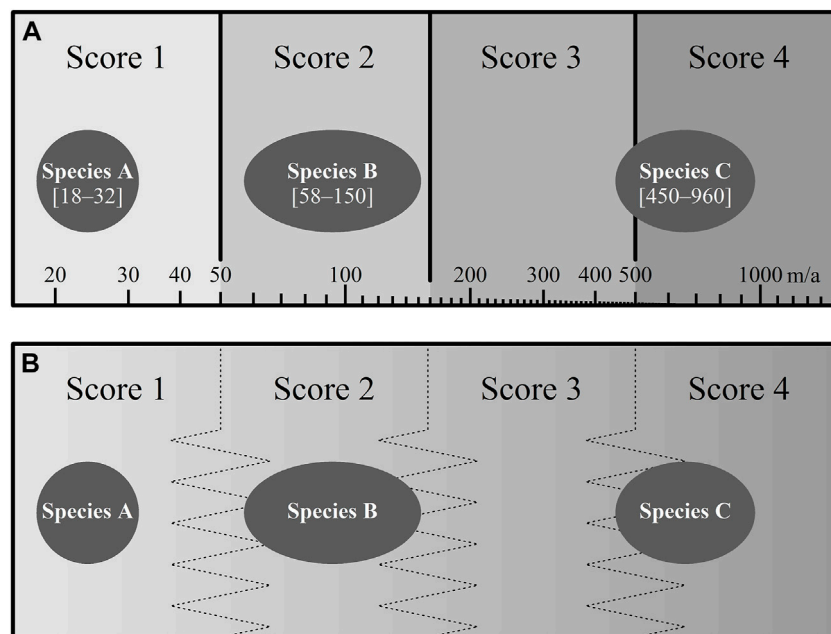 A
Score 1 Score 2 Score 3 Score 4
Species A Species B Species C
[18–32] [58–150] [450–960]
20 30 40 50 100 200 300 400 500 1000 m/a
B
Score 1 Score 2 Score 3 Score 4
Species A Species B Species C